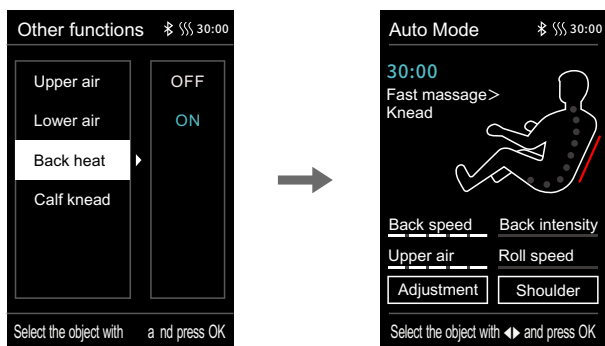 Other functions 30:00
Upper air OFF
Lower air ON
Back heat
Calf knead
Select the object with a nd press OK
Auto Mode 30:00
30:00
Fast massage>
Knead
Back speed Back intensity
Upper air Roll speed
Adjustment Shoulder
Select the object with ◀▶ and press OK